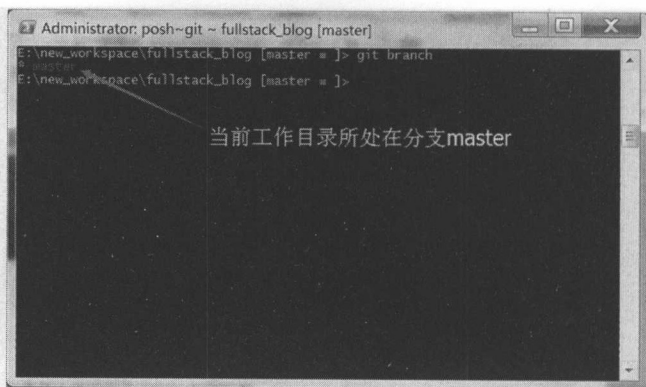 Administrator: posh~git ~ fullstack_blog [master]
E:\new_workspace\fullstack_blog [master ≡ ]> git branch
* master
E:\new_workspace\fullstack_blog [master ≡ ]>
当前工作目录所处在分支master